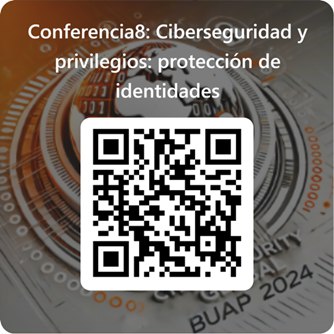 Conferencia8: Ciberseguridad y
privilegios: protección de
identidades
BUAP 2024